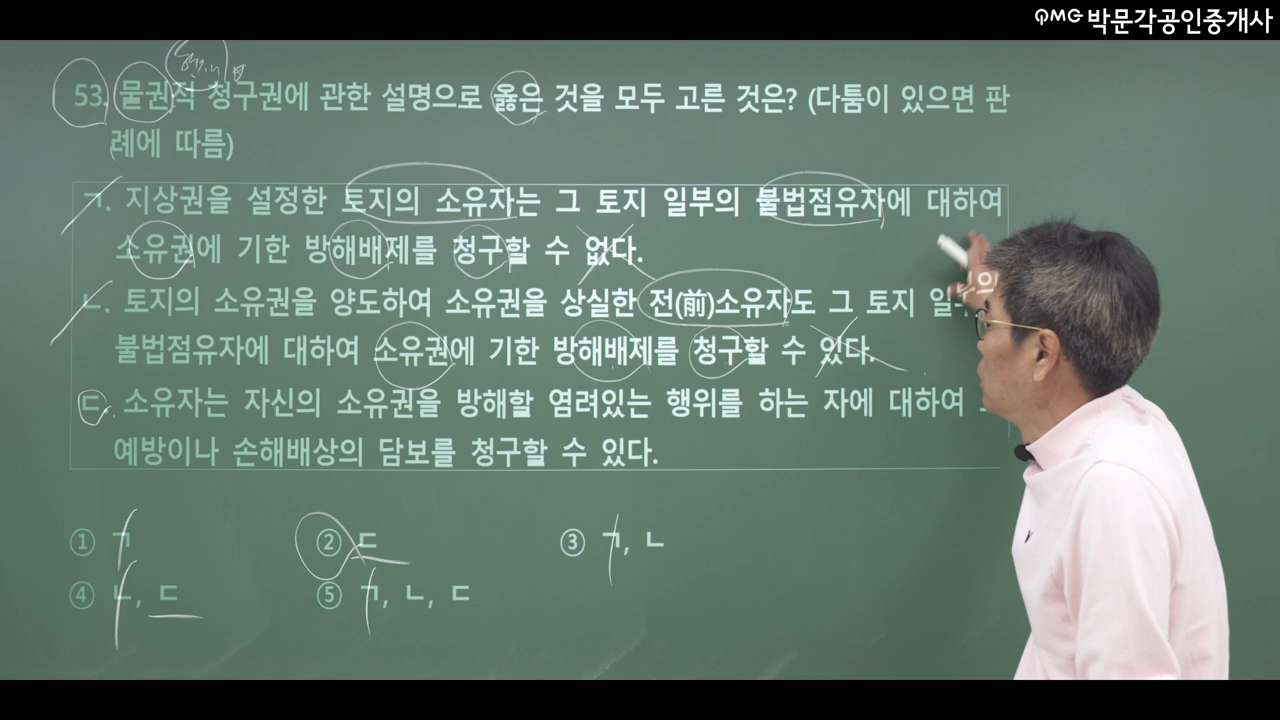 QMG 박문각공인중개사
53. 물권적 청구권에 관한 설명으로 옳은 것을 모두 고른 것은? (다툼이 있으면 판
례에 따름)
ㄱ. 지상권을 설정한 토지의 소유자는 그 토지 일부의 불법점유자에 대하여
소유권에 기한 방해배제를 청구할 수 없다.
ㄴ. 토지의 소유권을 양도하여 소유권을 상실한 전(前)소유자도 그 토지 일부의
불법점유자에 대하여 소유권에 기한 방해배제를 청구할 수 있다.
ㄷ. 소유자는 자신의 소유권을 방해할 염려있는 행위를 하는 자에 대하여
예방이나 손해배상의 담보를 청구할 수 있다.
① ㄱ ② ㄷ ③ ㄱ, ㄴ
④ ㄴ, ㄷ ⑤ ㄱ, ㄴ, ㄷ